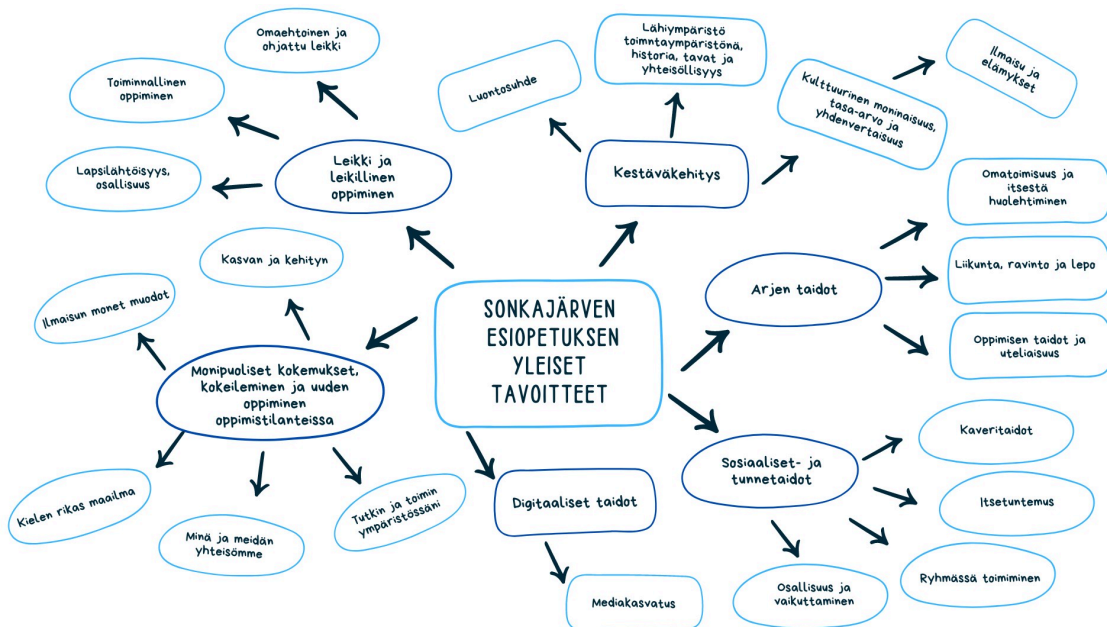 Omaehtoinen ja
ohjattu leikki
Toiminnallinen
oppiminen
Lapsilähtöisyys,
osallisuus
Leikki ja
leikillinen
oppiminen
Luontosuhde
Lähiympäristö
toimntaympäristönä,
historia, tavat ja
yhteisöllisyys
Kulttuurinen moninaisuus,
tasa-arvo ja
yhdenvertaisuus
Ilmaisu ja
elämykset
Kestäväkehitys
Omatoimisuus ja
itsestä
huolehtiminen
Arjen taidot
Liikunta, ravinto ja lepo
Oppimisen taidot ja
uteliaisuus
SONKAJÄRVEN
ESIOPETUKSEN
YLEISET
TAVOITTEET
Kasvan ja kehityn
Ilmaisun monet muodot
Monipuoliset kokemukset,
kokeileminen ja uuden
oppiminen
oppimistilanteissa
Kielen rikas maailma
Minä ja meidän
yhteisömme
Tutkin ja toimin
ympäristössäni
Digitaaliset taidot
Mediakasvatus
Sosiaaliset- ja
tunnetaidot
Kaveritaidot
Itsetuntemus
Ryhmässä toimiminen
Osallisuus ja
vaikuttaminen